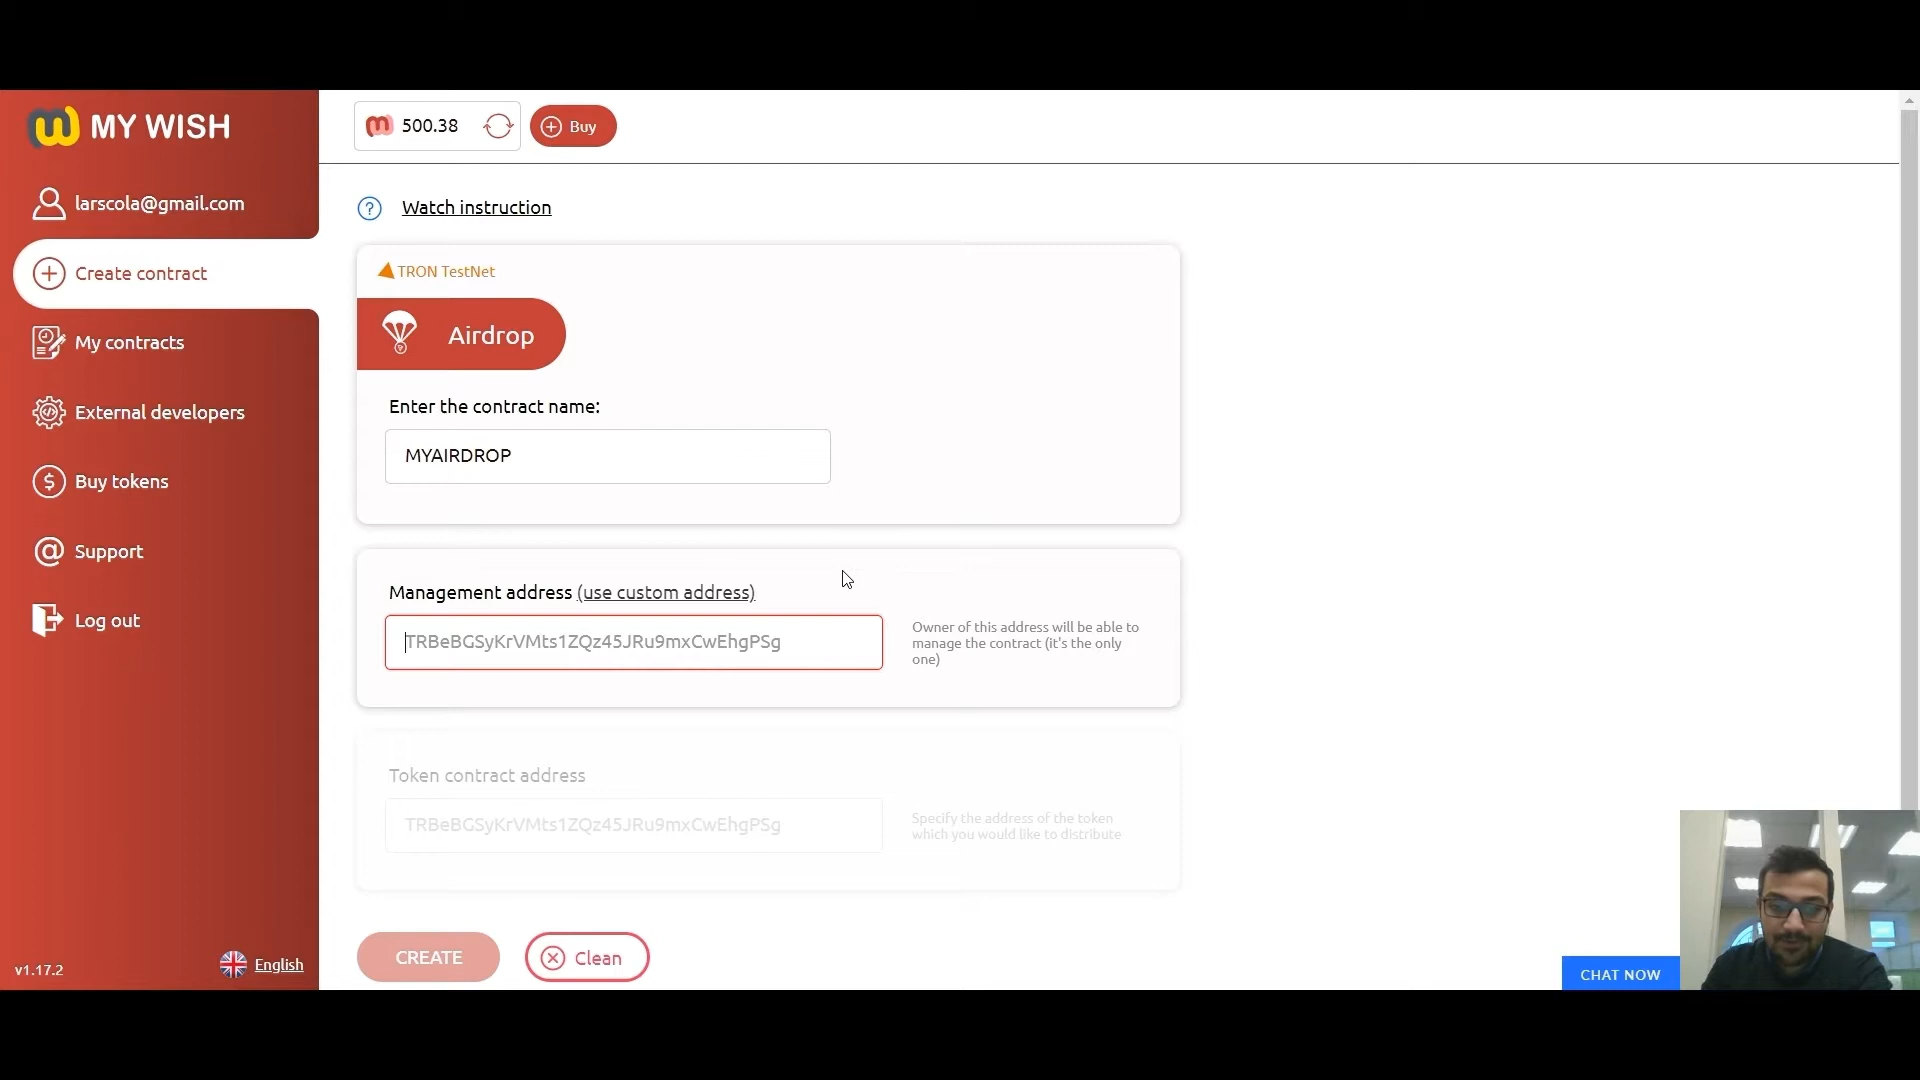 MY WISH
500.38
Buy
larscola@gmail.com
Watch instruction
Create contract
TRON TestNet
My contracts
Airdrop
Enter the contract name:
External developers
MYAIRDROP
Buy tokens
Support
Management address (use custom address)
Log out
TRBeBGSyKrVMts1ZQz45JRu9mxCwEhgPSg
Owner of this address will be able to
manage the contract (it's the only
one)
Token contract address
TRBeBGSyKrVMts1ZQz45JRu9mxCwEhgPSg
Specify the address of the token
which you would like to distribute
CREATE
Clean
v1.17.2
English
CHAT NOW